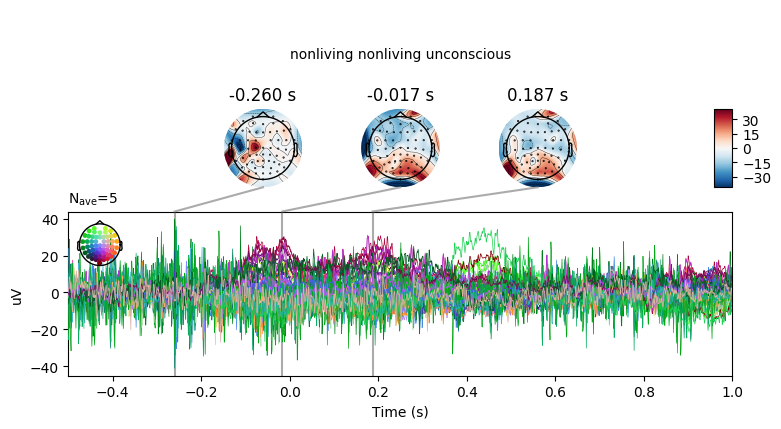 nonliving nonliving unconscious
-0.260 s -0.017 s 0.187 s
30
15
0
−15
−30
Nave=5
40
20
0
−20
−40
uV
−0.4 −0.2 0.0 0.2 0.4 0.6 0.8 1.0
Time (s)